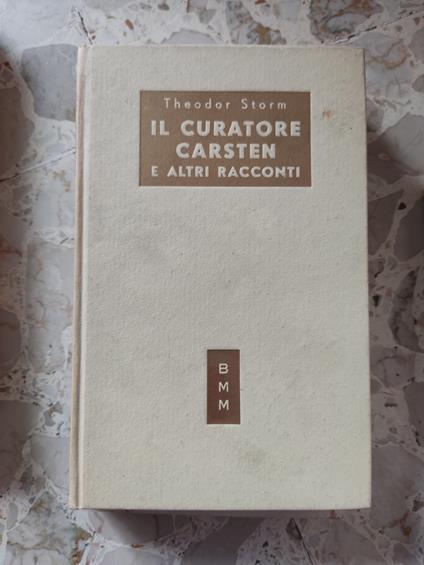 Theodor Storm
IL CURATORE
CARSTEN
E ALTRI RACCONTI
B
M
M